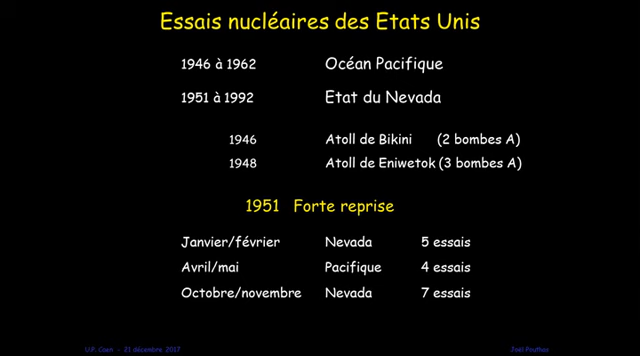 Essais nucléaires des Etats Unis
1946 à 1962 Océan Pacifique
1951 à 1992 Etat du Nevada
1946 Atoll de Bikini (2 bombes A)
1948 Atoll de Eniwetok (3 bombes A)
1951 Forte reprise
Janvier/février Nevada 5 essais
Avril/mai Pacifique 4 essais
Octobre/novembre Nevada 7 essais
U.P. Caen - 21 décembre 2017 Joël Pouthas